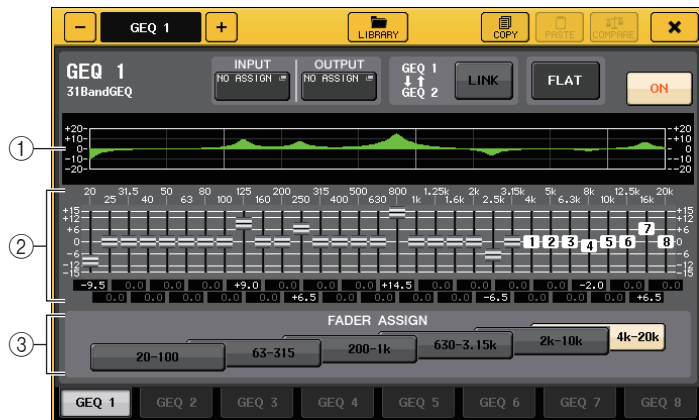 GEQ 1
LIBRARY
COPY
PASTE
COMPARE
GEQ 1
31BandGEQ
INPUT
NO ASSIGN
OUTPUT
NO ASSIGN
GEQ 1
GEQ 2
LINK
FLAT
ON
1
+20
+10
0
-10
-20
+20
+10
0
-10
-20
2
20 31.5 50 80 125 200 315 500 800 1.25k 2k 3.15k 5k 8k 12.5k 20k
25 40 63 100 160 250 400 630 1k 1.6k 2.5k 4k 6.3k 10k 16k
+15
+12
+6
0
-6
-12
-15
+15
+12
+6
0
-6
-12
-15
1 2 3 4 5 6 7 8
-9.5 0.0 0.0 0.0 +9.0 0.0 0.0 0.0 +14.5 0.0 0.0 0.0 0.0 -2.0 0.0 0.0
0.0 0.0 0.0 0.0 0.0 +6.5 0.0 0.0 0.0 0.0 -6.5 0.0 0.0 0.0 +6.5
3
FADER ASSIGN
20-100
63-315
200-1k
630-3.15k
2k-10k
4k-20k
GEQ 1 GEQ 2 GEQ 3 GEQ 4 GEQ 5 GEQ 6 GEQ 7 GEQ 8